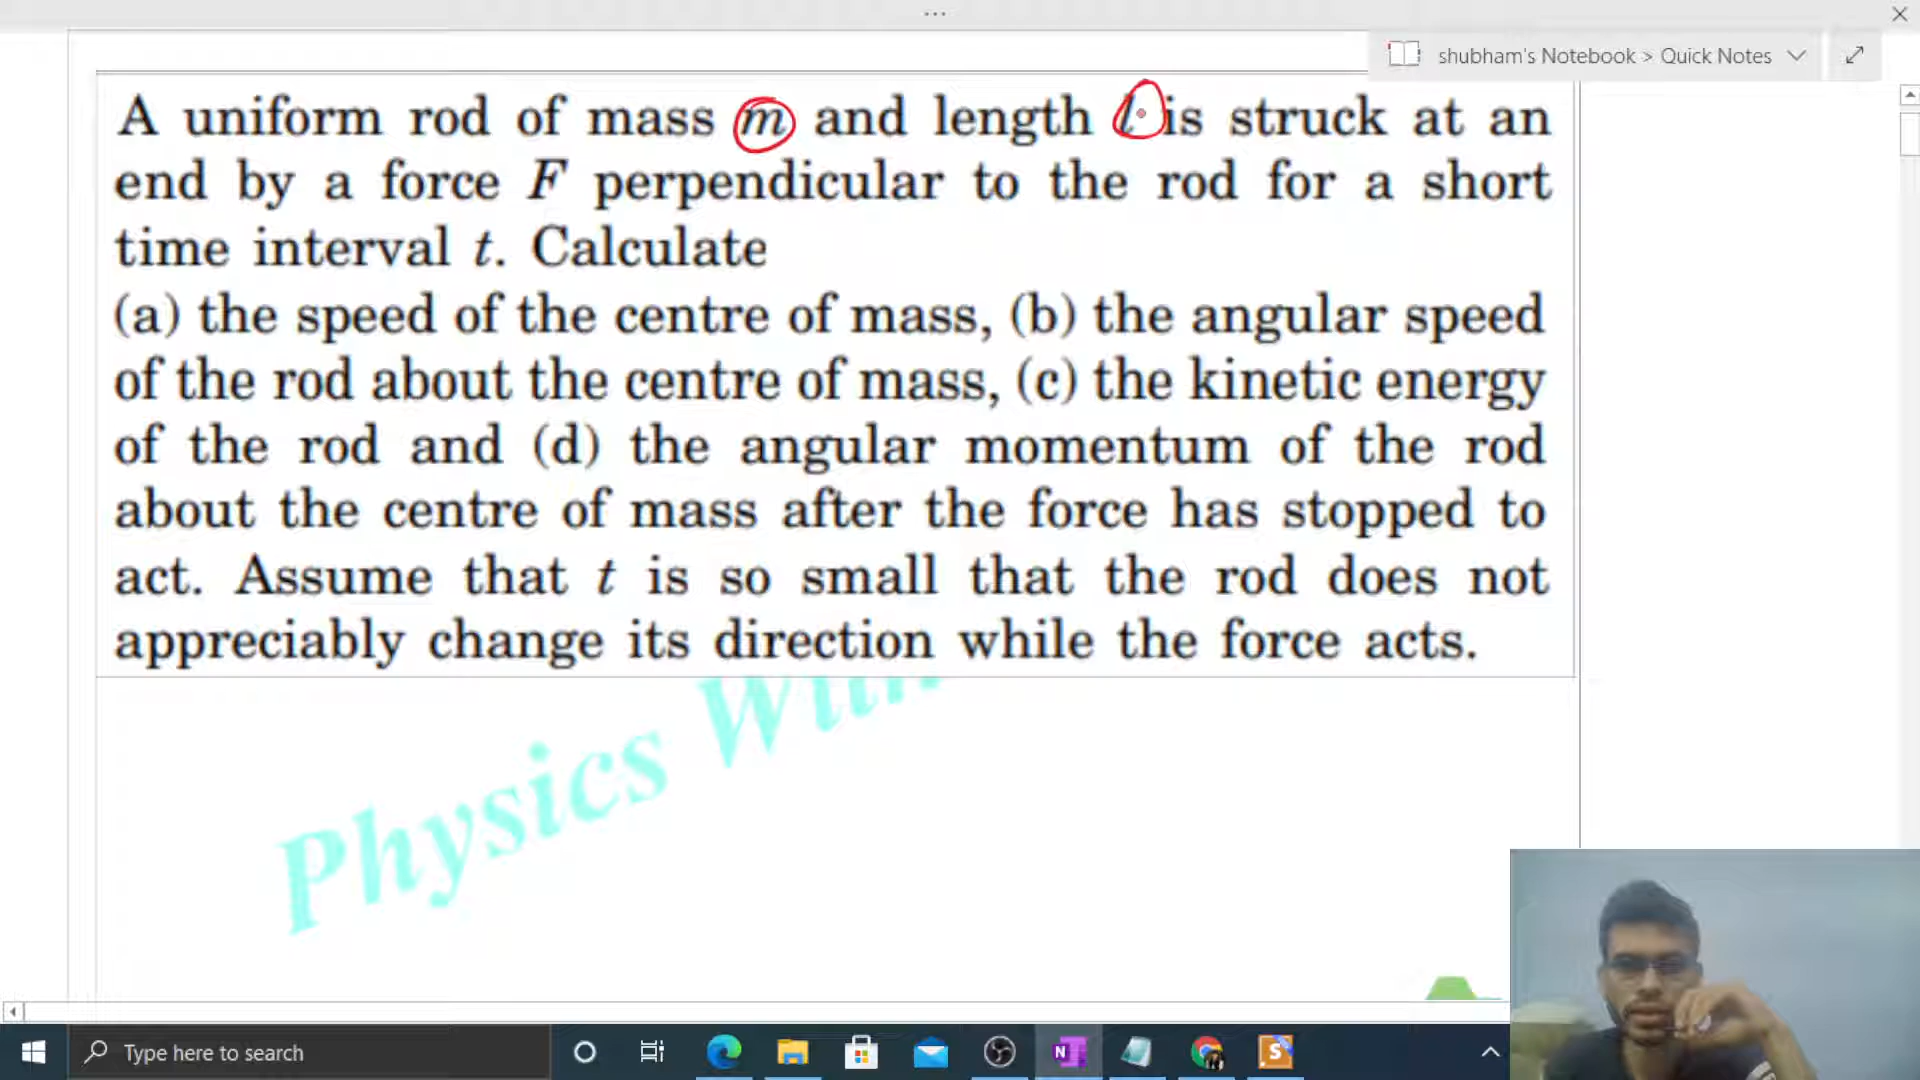 ...
shubham's Notebook > Quick Notes
A uniform rod of mass m and length l is struck at an
end by a force F perpendicular to the rod for a short
time interval t. Calculate
(a) the speed of the centre of mass, (b) the angular speed
of the rod about the centre of mass, (c) the kinetic energy
of the rod and (d) the angular momentum of the rod
about the centre of mass after the force has stopped to
act. Assume that t is so small that the rod does not
appreciably change its direction while the force acts.
Physics With
Type here to search